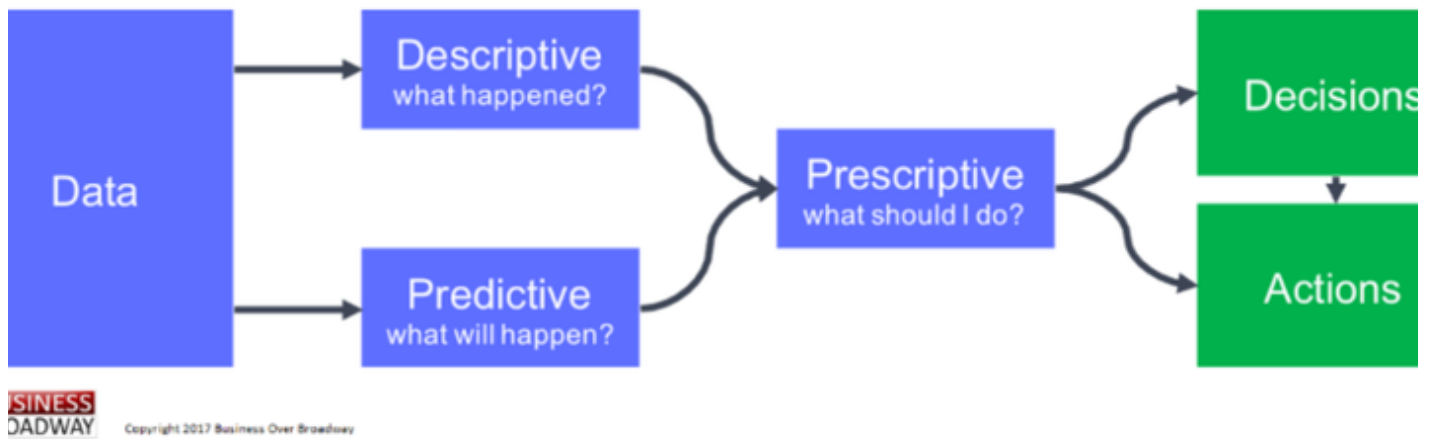 Data
Descriptive
what happened?
Predictive
what will happen?
Prescriptive
what should I do?
Decisions
Actions
SINESS
OADWAY
Copyright 2017 Business Over Broadway